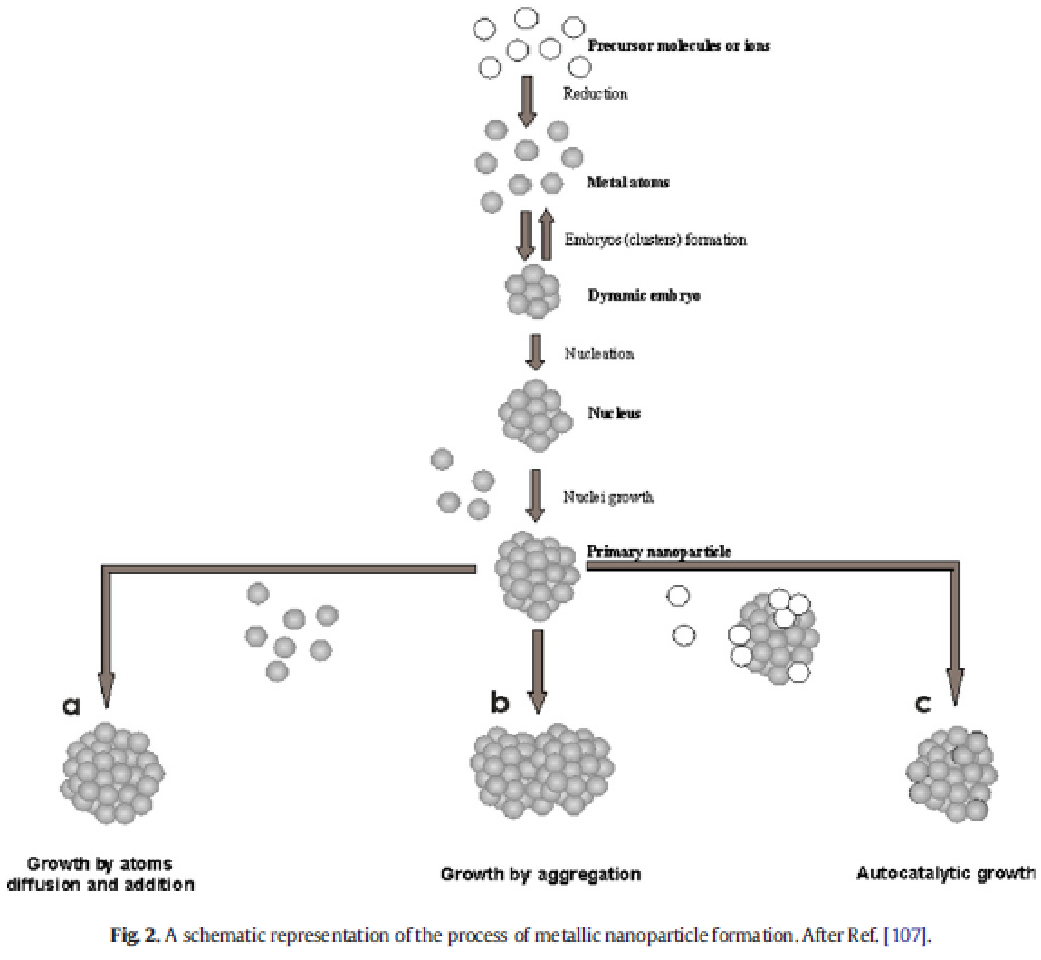 Precursor molecules or ions
Reduction
Metal atoms
Embryos (clusters) formation
Dynamic embryo
Nucleation
Nucleus
Nuclei growth
Primary nanoparticle
a
b
c
Growth by atoms
diffusion and addition
Growth by aggregation
Autocatalytic growth
Fig. 2. A schematic representation of the process of metallic nanoparticle formation. After Ref. [107].